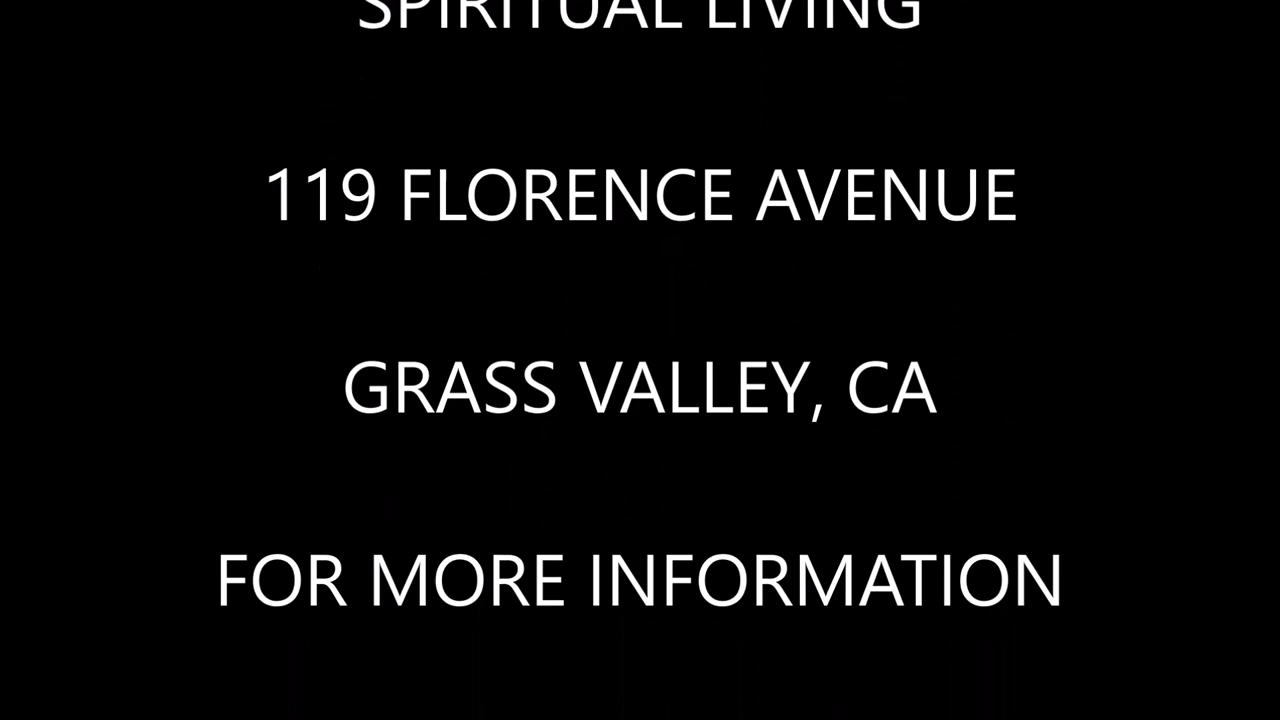 SPIRITUAL LIVING
119 FLORENCE AVENUE
GRASS VALLEY, CA
FOR MORE INFORMATION